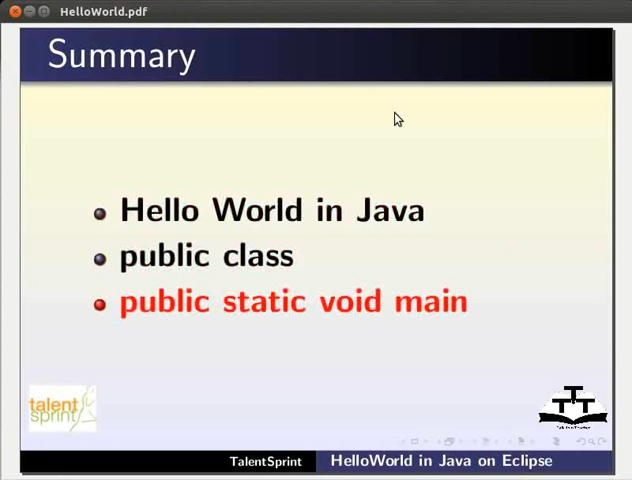 HelloWorld.pdf
Summary
Hello World in Java
public class
public static void main
talent
sprint
TTT
TalentSprint
HelloWorld in Java on Eclipse